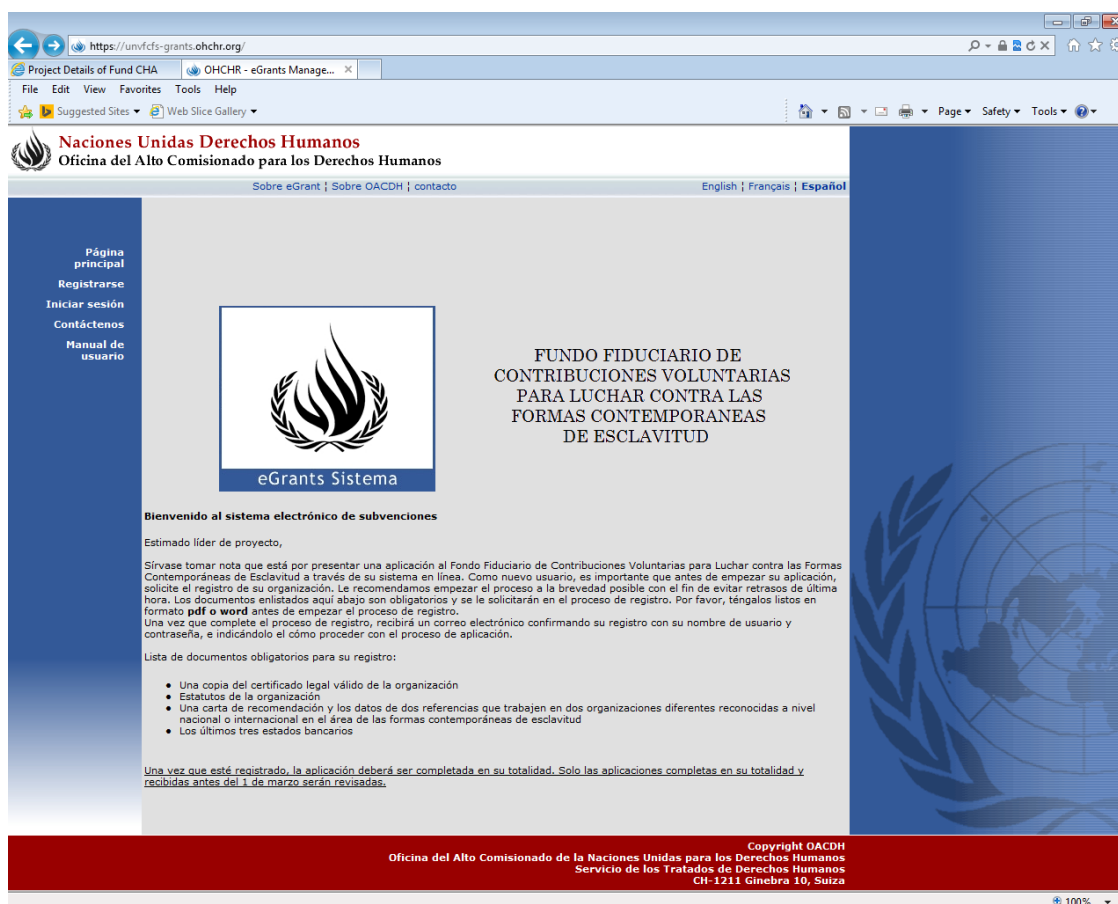 https://unvfcfs-grants.ohchr.org/
Project Details of Fund CHA
OHCHR - eGrants Manage...
File Edit View Favorites Tools Help
Suggested Sites Web Slice Gallery
Page Safety Tools
Naciones Unidas Derechos Humanos
Oficina del Alto Comisionado para los Derechos Humanos
Sobre eGrant ¦ Sobre OACDH ¦ contacto
English ¦ Français ¦ Español
Página
principal
Registrarse
Iniciar sesión
Contáctenos
Manual de
usuario
eGrants Sistema
FUNDO FIDUCIARIO DE
CONTRIBUCIONES VOLUNTARIAS
PARA LUCHAR CONTRA LAS
FORMAS CONTEMPORANEAS
DE ESCLAVITUD
Bienvenido al sistema electrónico de subvenciones
Estimado líder de proyecto,
Sírvase tomar nota que está por presentar una aplicación al Fondo Fiduciario de Contribuciones Voluntarias para Luchar contra las Formas
Contemporáneas de Esclavitud a través de su sistema en línea. Como nuevo usuario, es importante que antes de empezar su aplicación,
solicite el registro de su organización. Le recomendamos empezar el proceso a la brevedad posible con el fin de evitar retrasos de última
hora. Los documentos enlistados aquí abajo son obligatorios y se le solicitarán en el proceso de registro. Por favor, téngalos listos en
formato pdf o word antes de empezar el proceso de registro.
Una vez que complete el proceso de registro, recibirá un correo electrónico confirmando su registro con su nombre de usuario y
contraseña, e indicándolo el cómo proceder con el proceso de aplicación.
Lista de documentos obligatorios para su registro:
Una copia del certificado legal válido de la organización
Estatutos de la organización
Una carta de recomendación y los datos de dos referencias que trabajen en dos organizaciones diferentes reconocidas a nivel
nacional o internacional en el área de las formas contemporáneas de esclavitud
Los últimos tres estados bancarios
Una vez que esté registrado, la aplicación deberá ser completada en su totalidad. Solo las aplicaciones completas en su totalidad y
recibidas antes del 1 de marzo serán revisadas.
Copyright OACDH
Oficina del Alto Comisionado de la Naciones Unidas para los Derechos Humanos
Servicio de los Tratados de Derechos Humanos
CH-1211 Ginebra 10, Suiza
100%